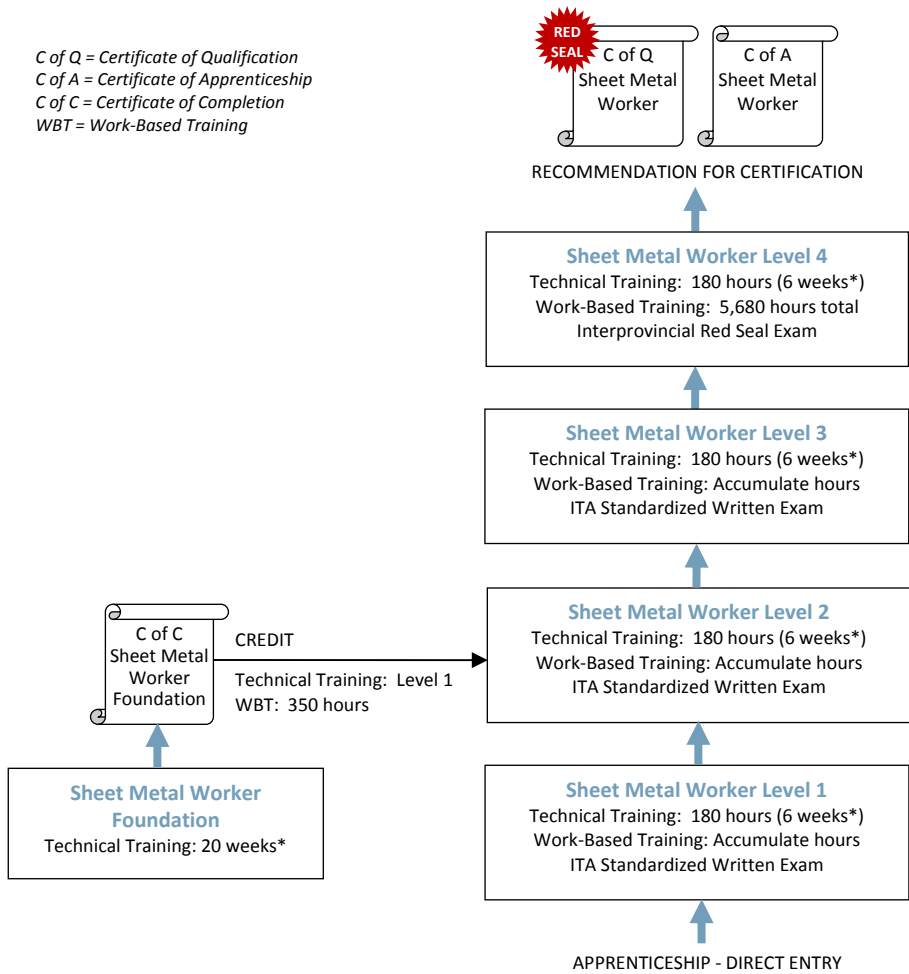 C of Q = Certificate of Qualification
C of A = Certificate of Apprenticeship
C of C = Certificate of Completion
WBT = Work-Based Training
RED
SEAL
C of Q
Sheet Metal
Worker
C of A
Sheet Metal
Worker
RECOMMENDATION FOR CERTIFICATION
Sheet Metal Worker Level 4
Technical Training: 180 hours (6 weeks*)
Work-Based Training: 5,680 hours total
Interprovincial Red Seal Exam
Sheet Metal Worker Level 3
Technical Training: 180 hours (6 weeks*)
Work-Based Training: Accumulate hours
ITA Standardized Written Exam
Sheet Metal Worker Level 2
Technical Training: 180 hours (6 weeks*)
Work-Based Training: Accumulate hours
ITA Standardized Written Exam
C of C
Sheet Metal
Worker
Foundation
CREDIT
Technical Training: Level 1
WBT: 350 hours
Sheet Metal Worker
Foundation
Technical Training: 20 weeks*
Sheet Metal Worker Level 1
Technical Training: 180 hours (6 weeks*)
Work-Based Training: Accumulate hours
ITA Standardized Written Exam
APPRENTICESHIP - DIRECT ENTRY